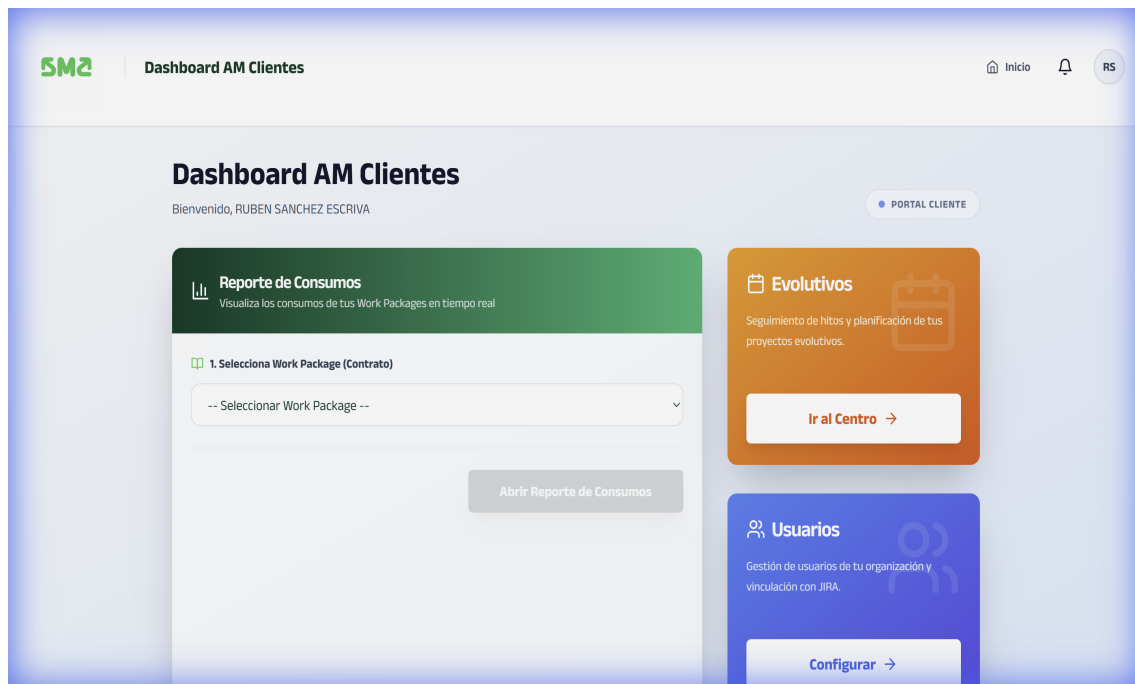 SM2
Dashboard AM Clientes
Inicio
RS
Dashboard AM Clientes
Bienvenido, RUBEN SANCHEZ ESCRIVA
PORTAL CLIENTE
Reporte de Consumos
Visualiza los consumos de tus Work Packages en tiempo real
1. Selecciona Work Package (Contrato)
-- Seleccionar Work Package --
Abrir Reporte de Consumos
Evolutivos
Seguimiento de hitos y planificación de tus
proyectos evolutivos.
Ir al Centro
Usuarios
Gestión de usuarios de tu organización y
vinculación con JIRA.
Configurar